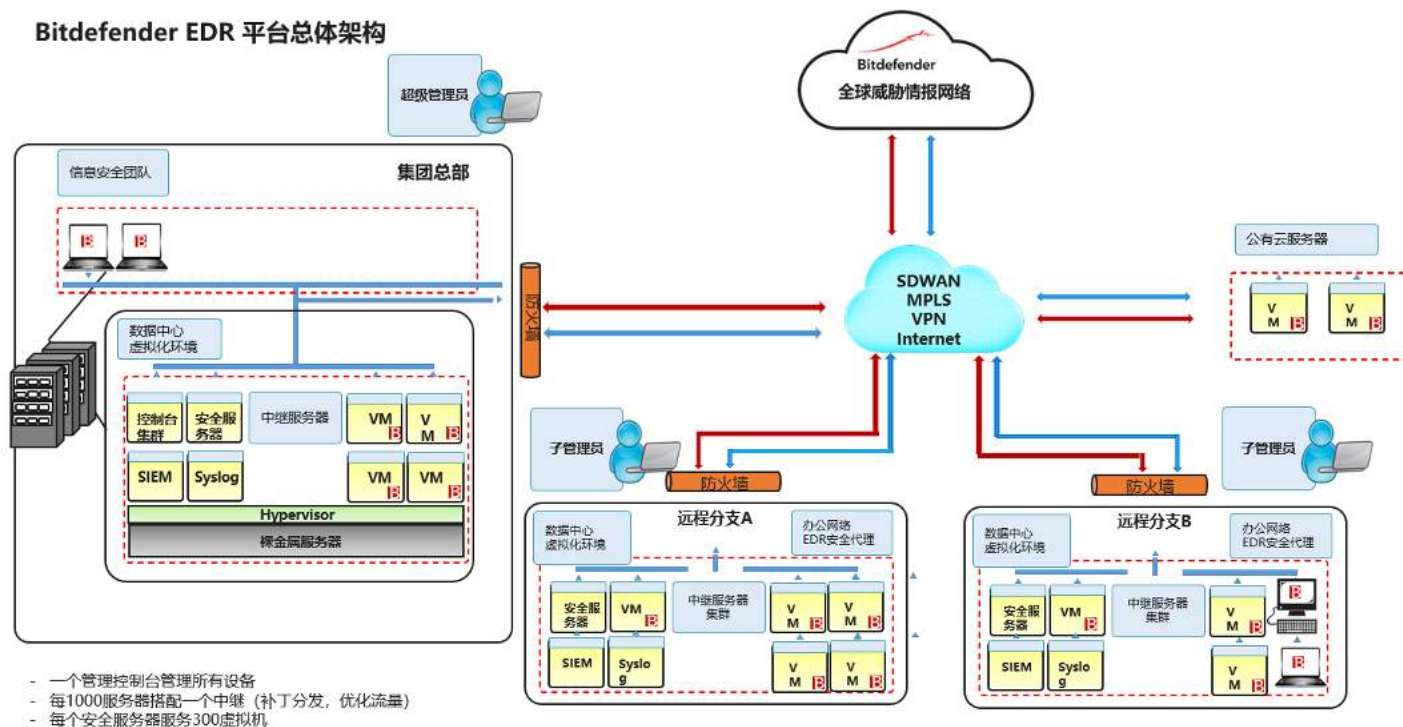 Bitdefender EDR 平台总体架构
超级管理员
Bitdefender
全球威胁情报网络
信息安全团队
集团总部
B
B
防火墙
SDWAN
MPLS
VPN
Internet
公有云服务器
V
M
B
V
M
B
数据中心
虚拟化环境
控制台
集群
安全服
务器
中继服务器
VM
B
V
M
B
SIEM
Syslog
VM
B
VM
B
Hypervisor
裸金属服务器
子管理员
防火墙
远程分支A
数据中心
虚拟化环境
办公网络
EDR安全代理
安全服
务器
VM
B
中继服务器
集群
V
M
B
V
M
B
SIEM
Syslo
g
V
M
B
V
M
B
子管理员
防火墙
远程分支B
数据中心
虚拟化环境
办公网络
EDR安全代理
安全服
务器
VM
B
中继服务器
集群
V
M
B
B
SIEM
Syslo
g
V
M
B
B
- 一个管理控制台管理所有设备
- 每1000服务器搭配一个中继（补丁分发，优化流量）
- 每个安全服务器服务300虚拟机